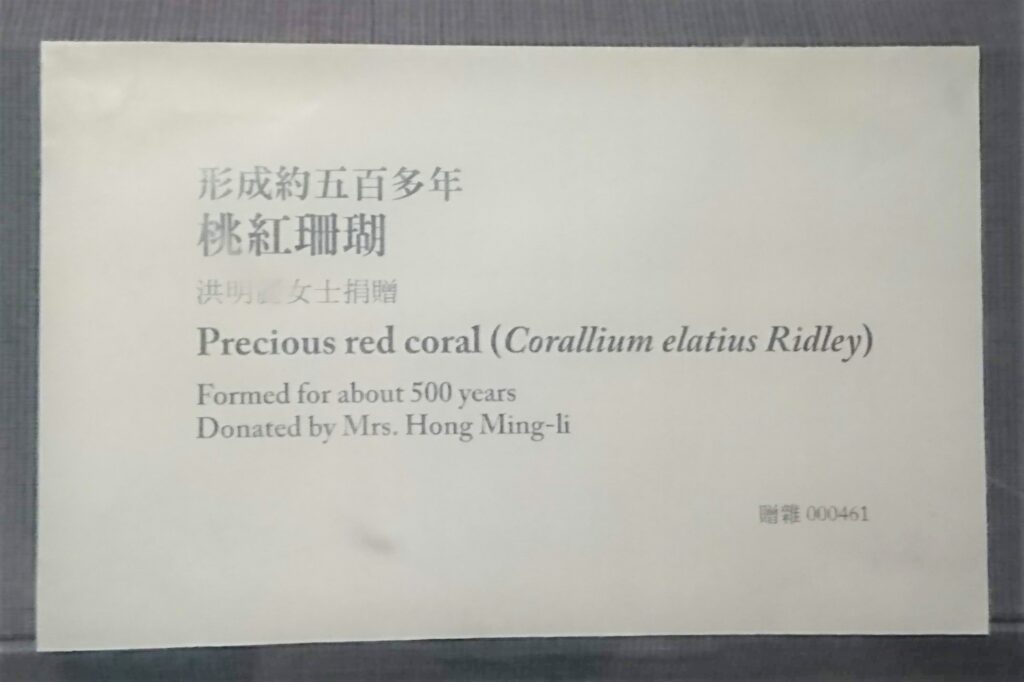 形成約五百多年
桃紅珊瑚
洪明 女士捐贈
Precious red coral (Corallium elatius Ridley)
Formed for about 500 years
Donated by Mrs. Hong Ming-li
贈雜 000461